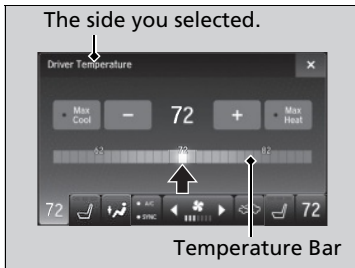 The side you selected.
Driver Temperature ×
Max Cool − 72 + Max Heat
62 72 82
72 A/C SYNC 72
Temperature Bar